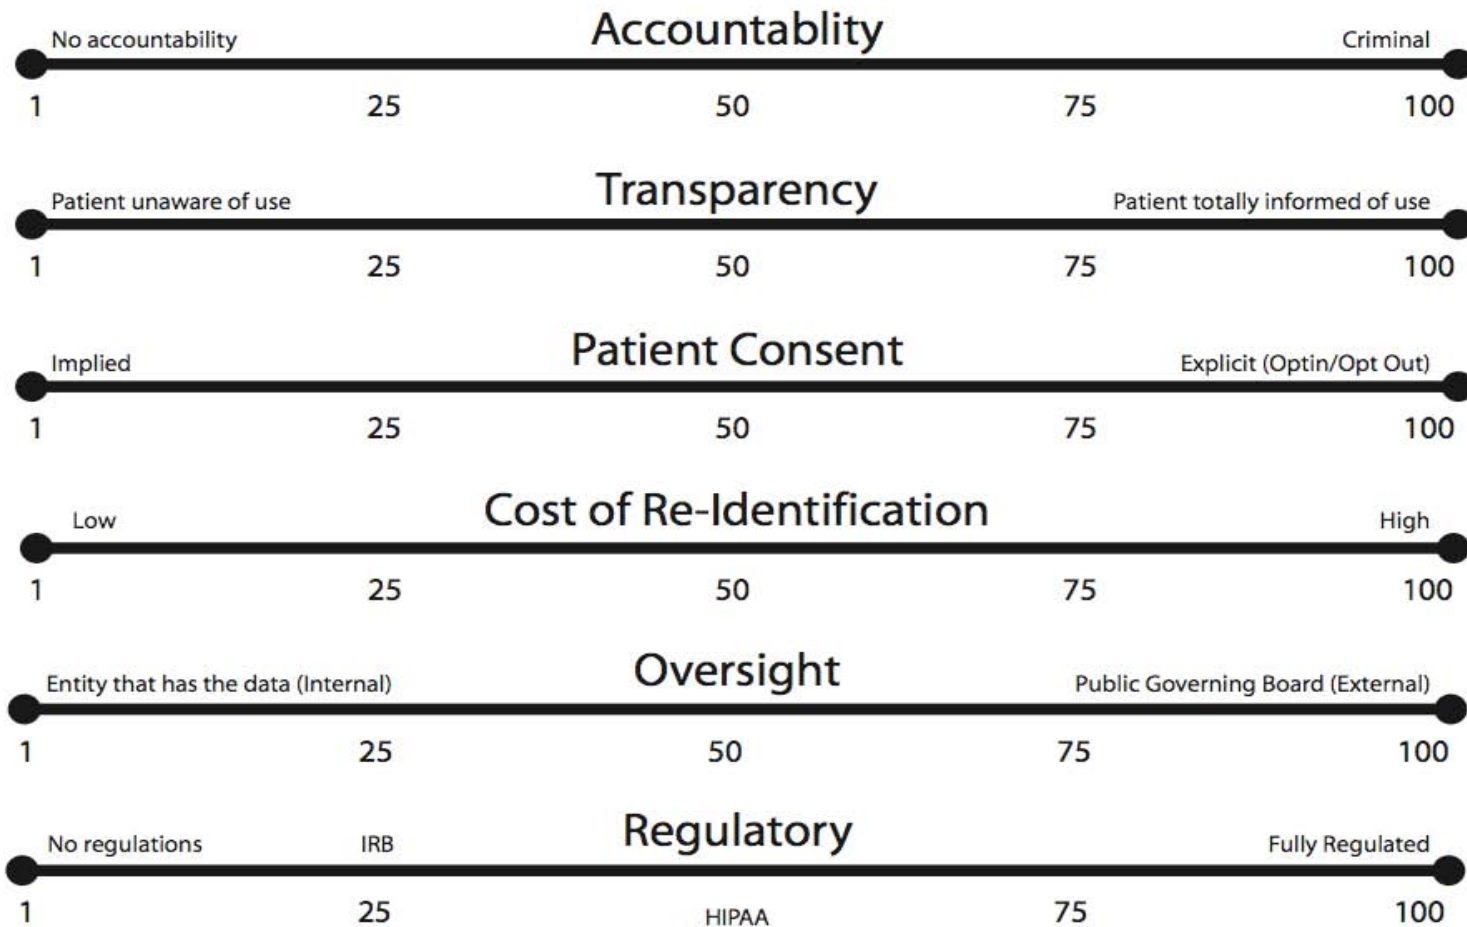 Accountablity
No accountability Criminal
1 25 50 75 100
Transparency
Patient unaware of use Patient totally informed of use
1 25 50 75 100
Patient Consent
Implied Explicit (Optin/Opt Out)
1 25 50 75 100
Cost of Re-Identification
Low High
1 25 50 75 100
Oversight
Entity that has the data (Internal) Public Governing Board (External)
1 25 50 75 100
Regulatory
No regulations IRB Fully Regulated
1 25 HIPAA 75 100